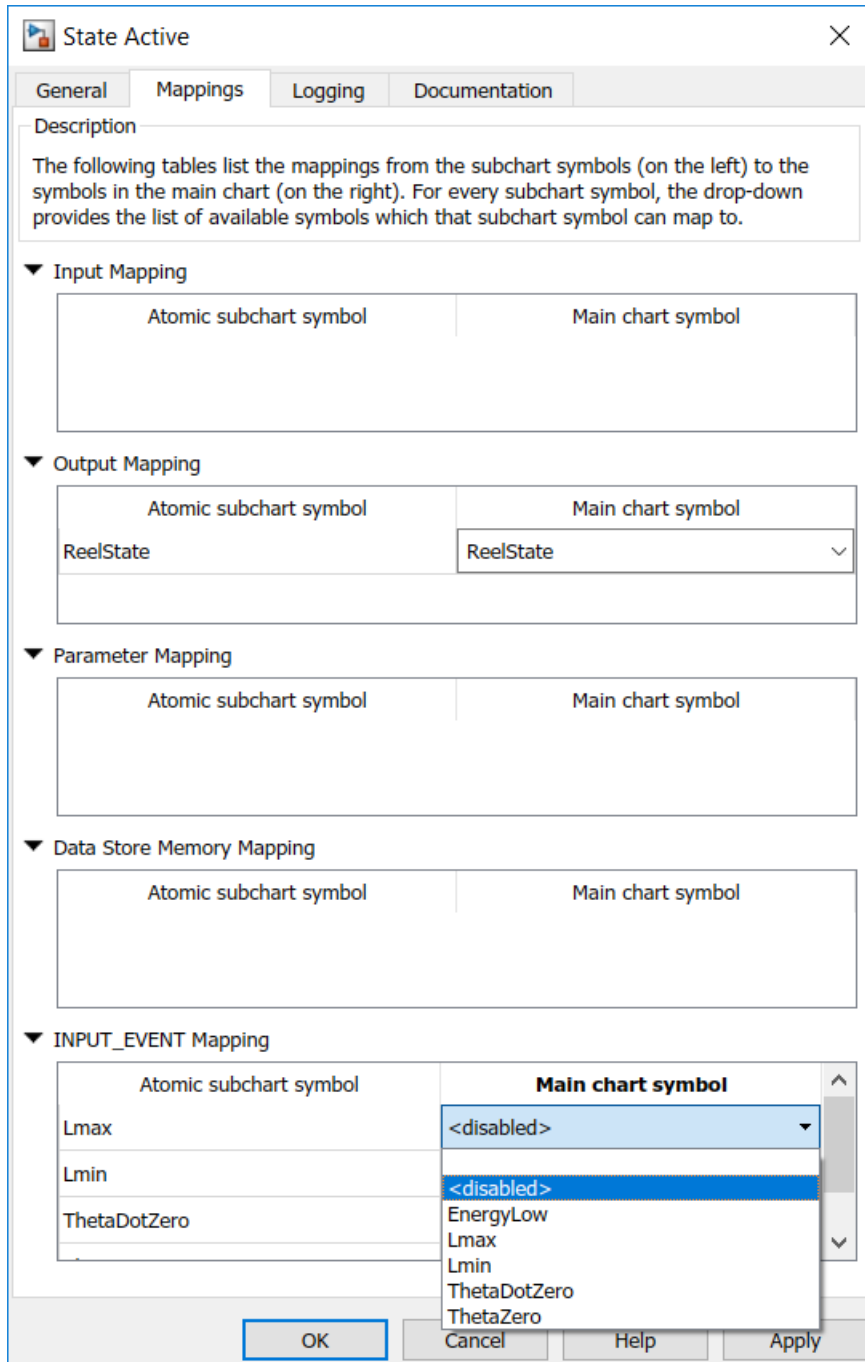 State Active
General Mappings Logging Documentation
Description
The following tables list the mappings from the subchart symbols (on the left) to the
symbols in the main chart (on the right). For every subchart symbol, the drop-down
provides the list of available symbols which that subchart symbol can map to.
Input Mapping
Atomic subchart symbol Main chart symbol
Output Mapping
Atomic subchart symbol Main chart symbol
ReelState ReelState
Parameter Mapping
Atomic subchart symbol Main chart symbol
Data Store Memory Mapping
Atomic subchart symbol Main chart symbol
INPUT_EVENT Mapping
Atomic subchart symbol Main chart symbol
Lmax <disabled>
Lmin
<disabled>
ThetaDotZero
EnergyLow
Lmax
Lmin
ThetaDotZero
ThetaZero
OK Cancel Help Apply